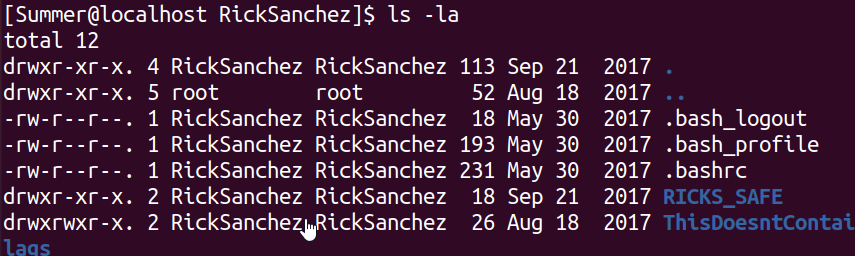 [Summer@localhost RickSanchez]$ ls -la
total 12
drwxr-xr-x. 4 RickSanchez RickSanchez 113 Sep 21  2017 .
drwxr-xr-x. 5 root        root         52 Aug 18  2017 ..
-rw-r--r--. 1 RickSanchez RickSanchez  18 May 30  2017 .bash_logout
-rw-r--r--. 1 RickSanchez RickSanchez 193 May 30  2017 .bash_profile
-rw-r--r--. 1 RickSanchez RickSanchez 231 May 30  2017 .bashrc
drwxr-xr-x. 2 RickSanchez RickSanchez  18 Sep 21  2017 RICKS_SAFE
drwxrwxr-x. 2 RickSanchez RickSanchez  26 Aug 18  2017 ThisDoesntContai
lags